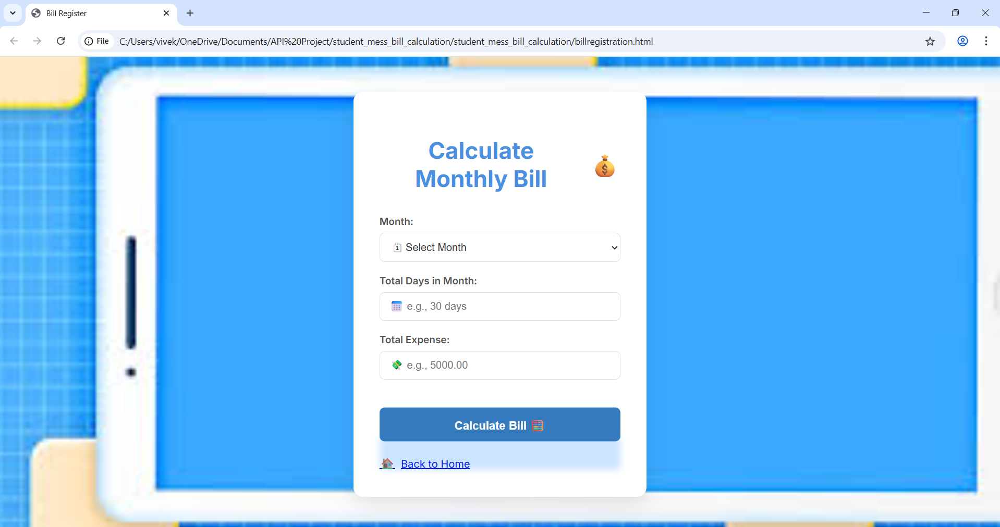 Bill Register
File
C:/Users/vivek/OneDrive/Documents/API%20Project/student_mess_bill_calculation/student_mess_bill_calculation/billregistration.html
Calculate
Monthly Bill
Month:
Select Month
Total Days in Month:
e.g., 30 days
Total Expense:
e.g., 5000.00
Calculate Bill
Back to Home